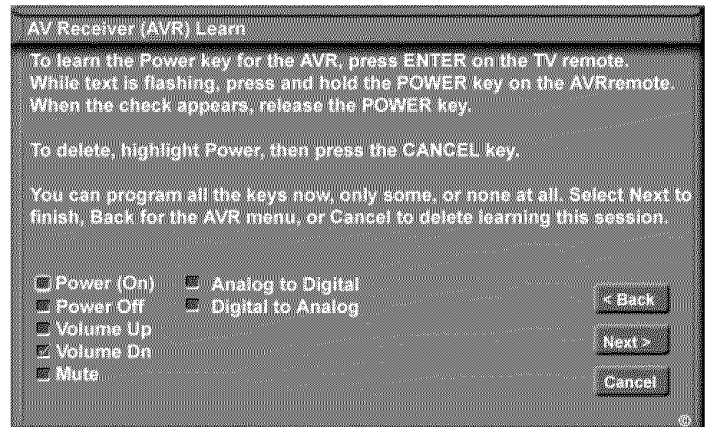 AV Receiver (AVR) Learn
To learn the Power key for the AVR, press ENTER on the TV remote.
While text is flashing, press and hold the POWER key on the AVRremote.
When the check appears, release the POWER key.
To delete, highlight Power, then press the CANCEL key.
You can program all the keys now, only some, or none at all. Select Next to
finish, Back for the AVR menu, or Cancel to delete learning this session.
Power (On)
Power Off
Volume Up
Volume Dn
Mute
Analog to Digital
Digital to Analog
< Back
Next >
Cancel
©